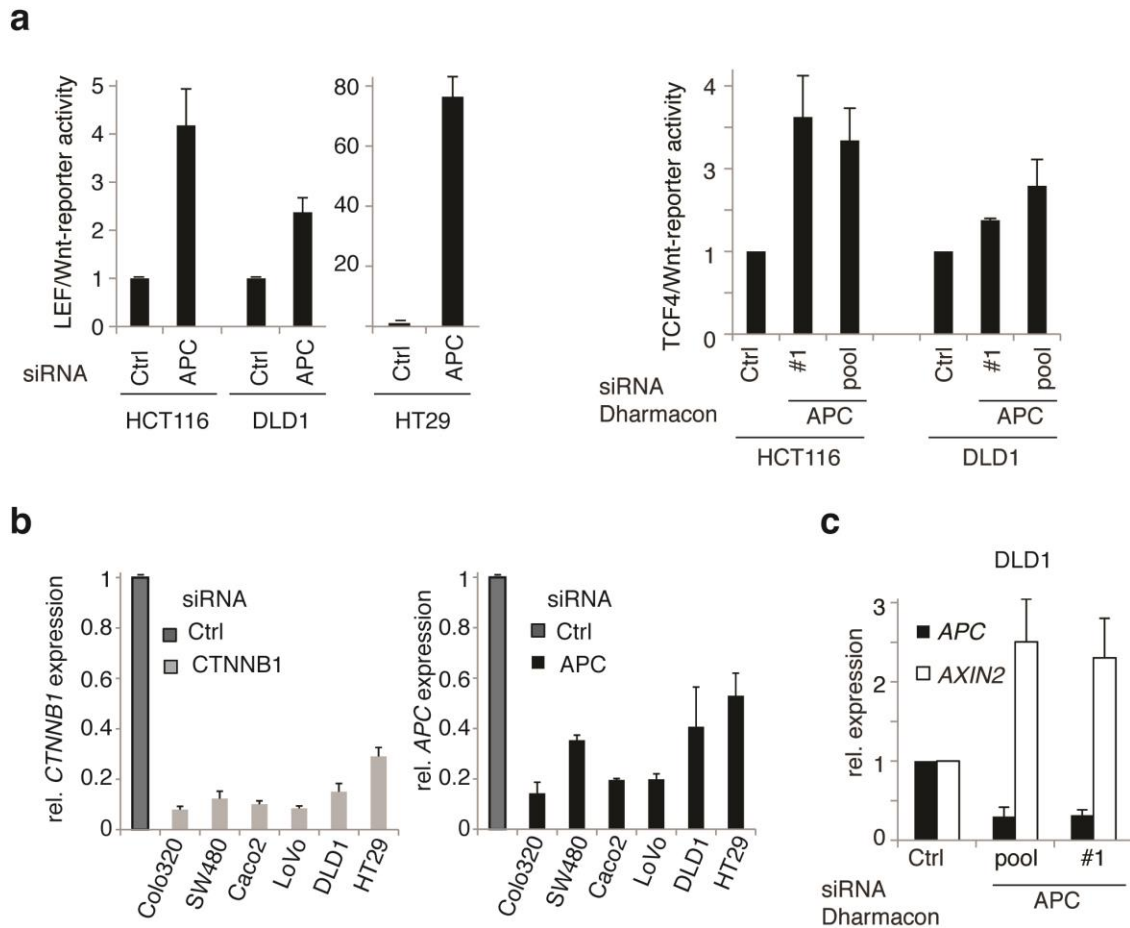 a
LEF/Wnt-reporter activity
5
4
3
2
1
0
80
60
40
20
siRNA
Ctrl
APC
Ctrl
APC
Ctrl
APC
HCT116
DLD1
HT29
TCF4/Wnt-reporter activity
4
3
1
0
siRNA
Dharmacon
Ctrl
#1
pool
Ctrl
#1
pool
APC
APC
HCT116
DLD1
b
rel. CTNNB1 expression
1
0.8
0.6
0.4
0.2
0
siRNA
Ctrl
CTNNB1
Colo320
SW480
Caco2
LoVo
DLD1
HT29
rel. APC expression
1
0.8
0.6
0.4
0.2
0
siRNA
Ctrl
APC
Colo320
SW480
Caco2
LoVo
DLD1
HT29
c
DLD1
rel. expression
3
2
1
0
APC
AXIN2
Ctrl
pool
#1
siRNA
Dharmacon
APC